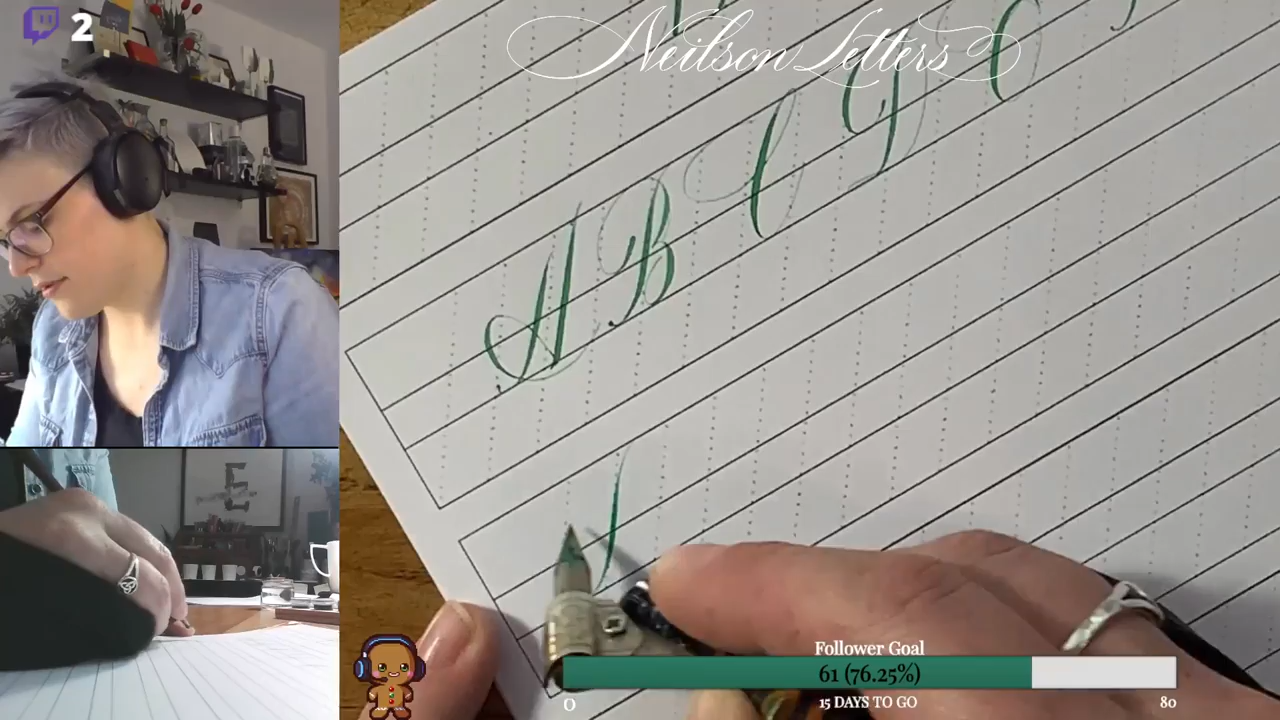 2
Neilson Letters
A B C D C
Follower Goal
61 (76.25%)
0 15 DAYS TO GO 80
E